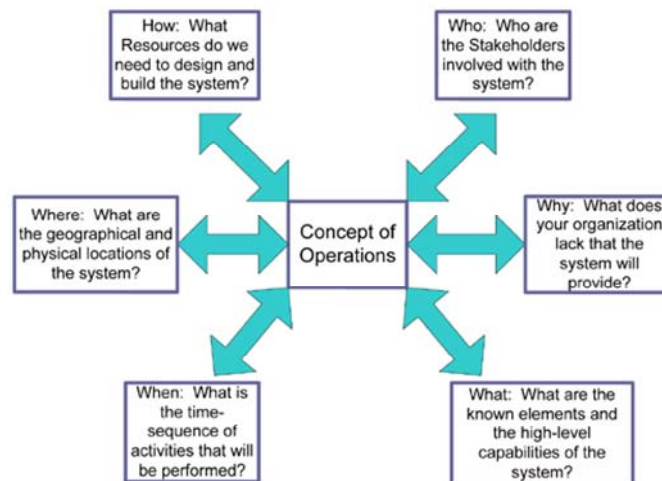 How: What
Resources do we
need to design and
build the system?
Who: Who are
the Stakeholders
involved with the
system?
Where: What are
the geographical and
physical locations of
the system?
Concept of
Operations
Why: What does
your organization
lack that the
system will
provide?
When: What is
the time-
sequence of
activities that will
be performed?
What: What are the
known elements and
the high-level
capabilities of the
system?